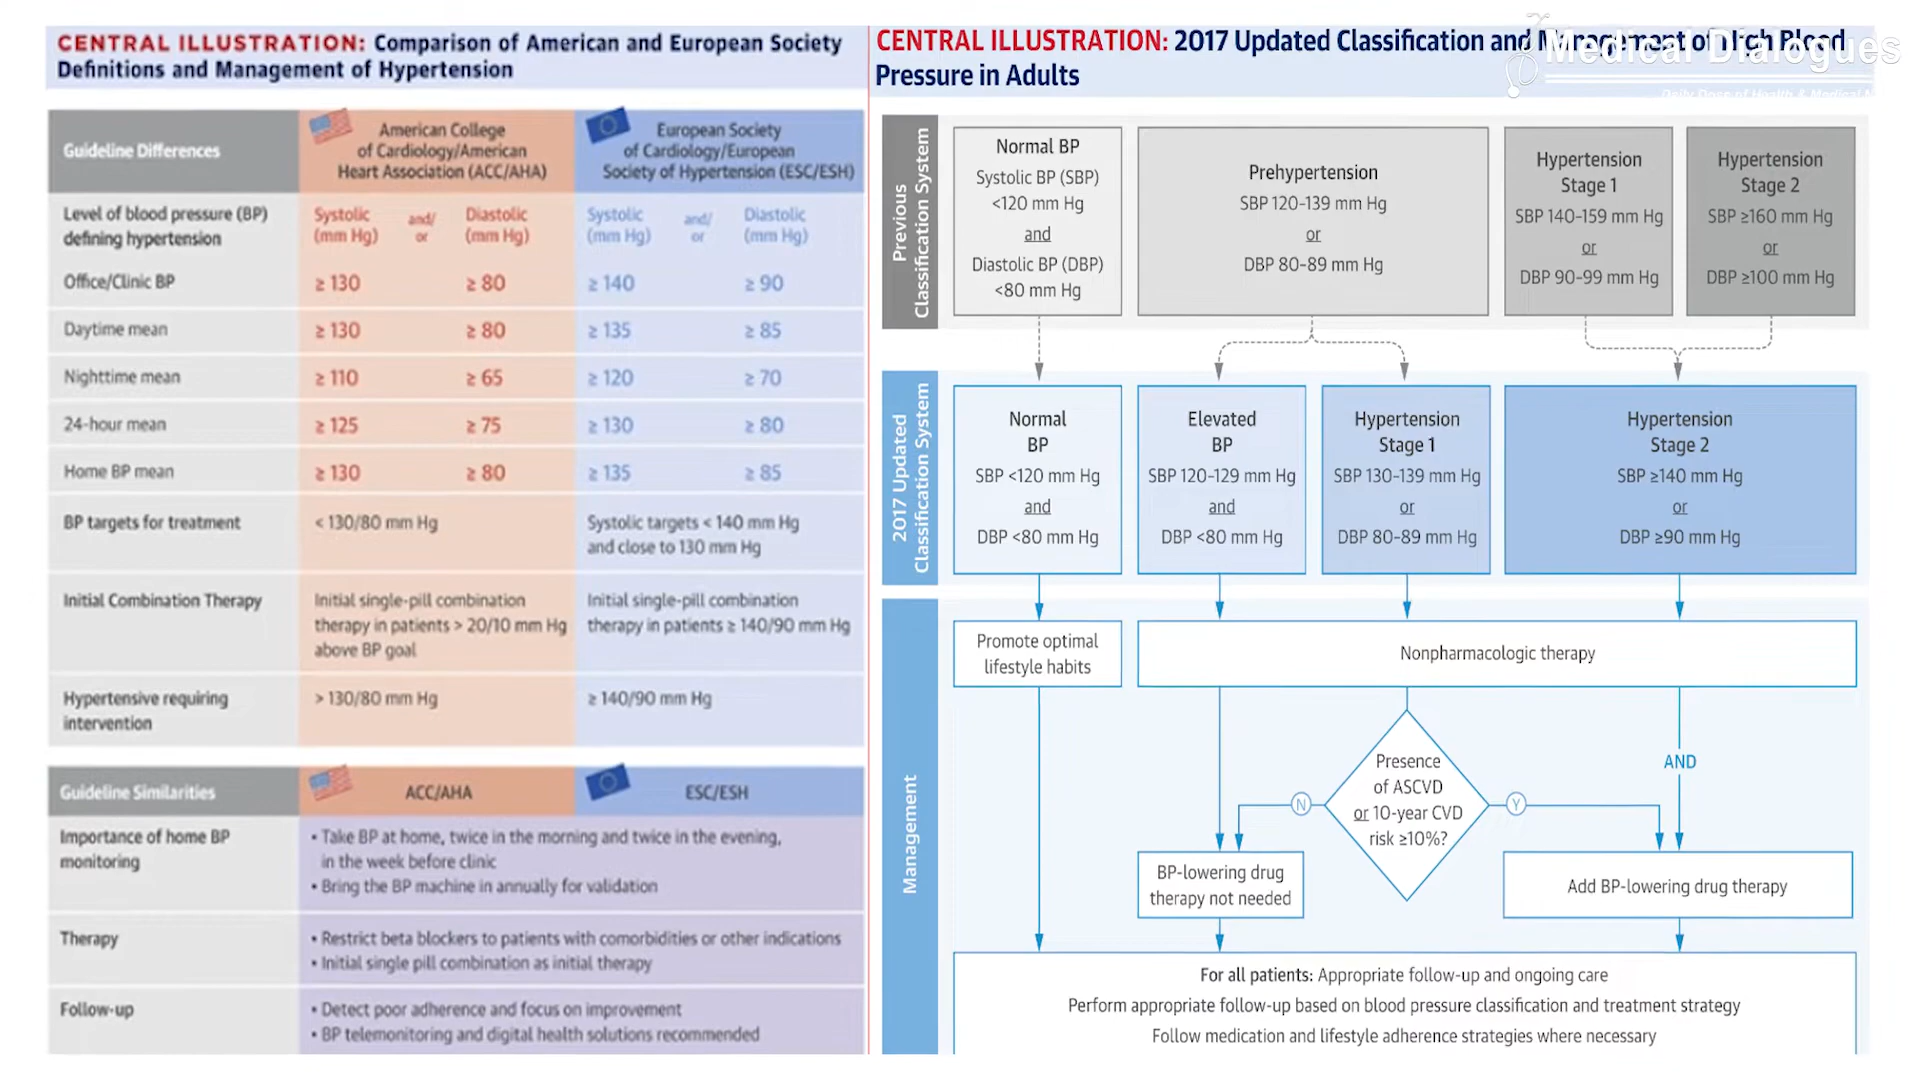 CENTRAL ILLUSTRATION: Comparison of American and European Society
Definitions and Management of Hypertension
Guideline Differences
American College
of Cardiology/American
Heart Association (ACC/AHA)
European Society
of Cardiology/European
Society of Hypertension (ESC/ESH)
Level of blood pressure (BP)
defining hypertension
Systolic
(mm Hg)
and/
or
Diastolic
(mm Hg)
Systolic
(mm Hg)
and/
or
Diastolic
(mm Hg)
Office/Clinic BP ≥ 130 ≥ 80 ≥ 140 ≥ 90
Daytime mean ≥ 130 ≥ 80 ≥ 135 ≥ 85
Nighttime mean ≥ 110 ≥ 65 ≥ 120 ≥ 70
24-hour mean ≥ 125 ≥ 75 ≥ 130 ≥ 80
Home BP mean ≥ 130 ≥ 80 ≥ 135 ≥ 85
BP targets for treatment
< 130/80 mm Hg
Systolic targets < 140 mm Hg
and close to 130 mm Hg
Initial Combination Therapy
Initial single-pill combination
therapy in patients > 20/10 mm Hg
above BP goal
Initial single-pill combination
therapy in patients ≥ 140/90 mm Hg
Hypertensive requiring
intervention
> 130/80 mm Hg
≥ 140/90 mm Hg
Guideline Similarities
ACC/AHA
ESC/ESH
Importance of home BP
monitoring
• Take BP at home, twice in the morning and twice in the evening,
in the week before clinic
• Bring the BP machine in annually for validation
Therapy
• Restrict beta blockers to patients with comorbidities or other indications
• Initial single pill combination as initial therapy
Follow-up
• Detect poor adherence and focus on improvement
• BP telemonitoring and digital health solutions recommended
CENTRAL ILLUSTRATION: 2017 Updated Classification and Management of High Blood
Pressure in Adults
Medical Dialogues
Daily Dose of Health & Medical
Previous
Classification System
Normal BP
Systolic BP (SBP)
<120 mm Hg
and
Diastolic BP (DBP)
<80 mm Hg
Prehypertension
SBP 120-139 mm Hg
or
DBP 80-89 mm Hg
Hypertension
Stage 1
SBP 140-159 mm Hg
or
DBP 90-99 mm Hg
Hypertension
Stage 2
SBP ≥160 mm Hg
or
DBP ≥100 mm Hg
2017 Updated
Classification System
Normal
BP
SBP <120 mm Hg
and
DBP <80 mm Hg
Elevated
BP
SBP 120-129 mm Hg
and
DBP <80 mm Hg
Hypertension
Stage 1
SBP 130-139 mm Hg
or
DBP 80-89 mm Hg
Hypertension
Stage 2
SBP ≥140 mm Hg
or
DBP ≥90 mm Hg
Management
Promote optimal
lifestyle habits
Nonpharmacologic therapy
Presence
of ASCVD
or 10-year CVD
risk ≥10%?
N
Y
AND
BP-lowering drug
therapy not needed
Add BP-lowering drug therapy
For all patients: Appropriate follow-up and ongoing care
Perform appropriate follow-up based on blood pressure classification and treatment strategy
Follow medication and lifestyle adherence strategies where necessary